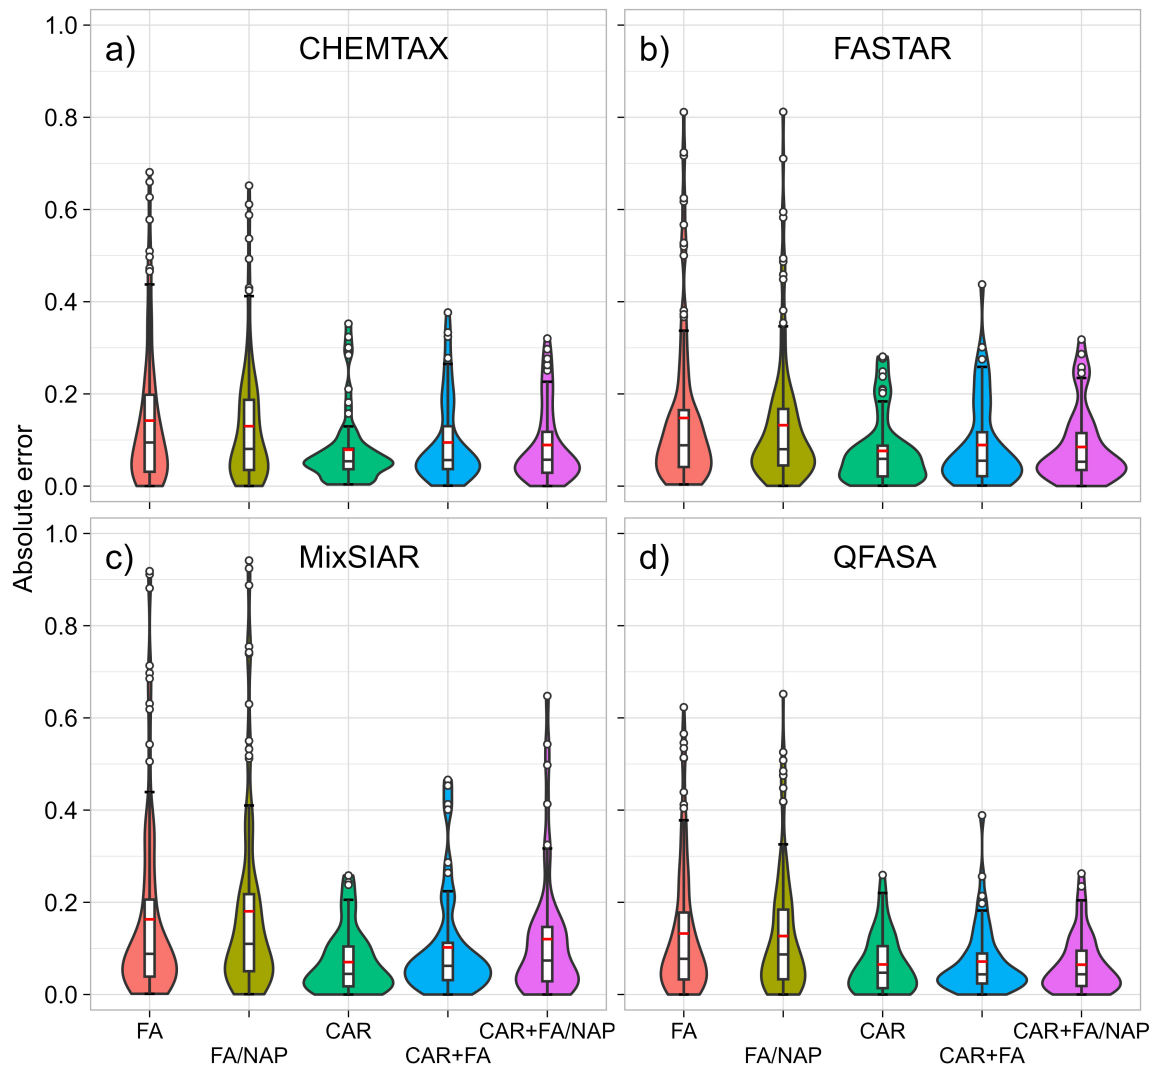 a) CHEMTAX
b) FASTAR
1.0
0.8
0.6
0.4
0.2
0.0
Absolute error
c) MixSIAR
d) QFASA
1.0
0.8
0.6
0.4
0.2
0.0
FA
FA/NAP
CAR
CAR+FA
CAR+FA/NAP
FA
FA/NAP
CAR
CAR+FA
CAR+FA/NAP